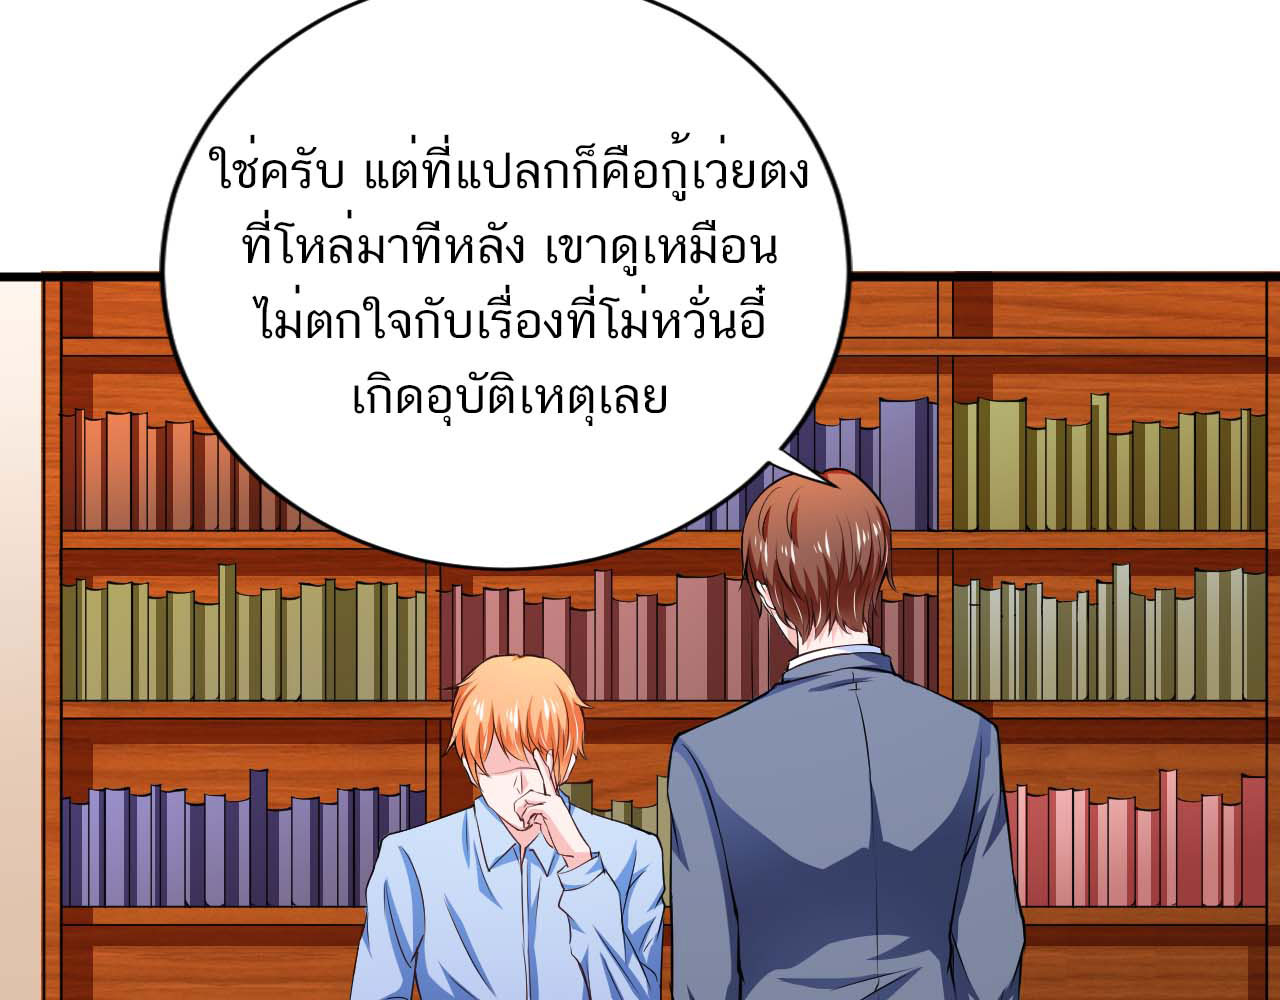 ใช่ครับ แต่ที่แปลกก็คือกู้เว่ยตง
ที่โหล่มาทีหลัง เขาดูเหมือน
ไม่ตกใจกับเรื่องที่โม่หวั่นอี๋
เกิดอุบัติเหตุเลย